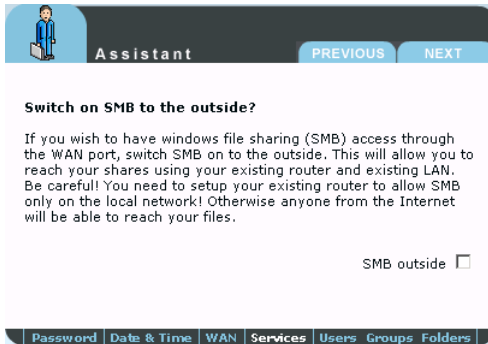 Assistant
PREVIOUS NEXT
Switch on SMB to the outside?
If you wish to have windows file sharing (SMB) access through
the WAN port, switch SMB on to the outside. This will allow you to
reach your shares using your existing router and existing LAN.
Be careful! You need to setup your existing router to allow SMB
only on the local network! Otherwise anyone from the Internet
will be able to reach your files.
SMB outside
Password Date & Time WAN Services Users Groups Folders